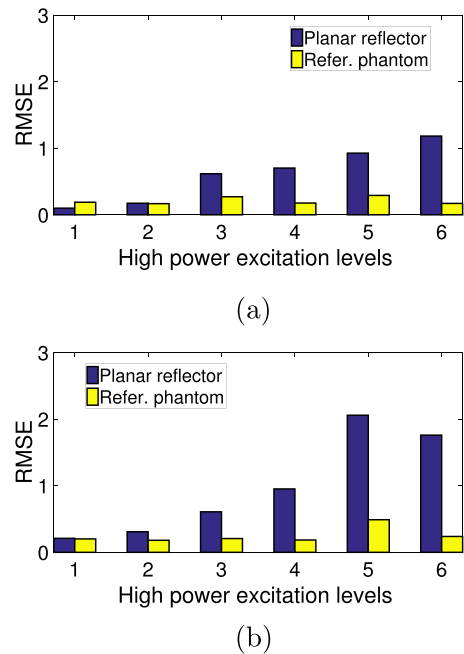 3
Planar reflector
Refer. phantom
2
RMSE
1
0
1 2 3 4 5 6
High power excitation levels
(a)
3
Planar reflector
Refer. phantom
2
RMSE
1
0
1 2 3 4 5 6
High power excitation levels
(b)